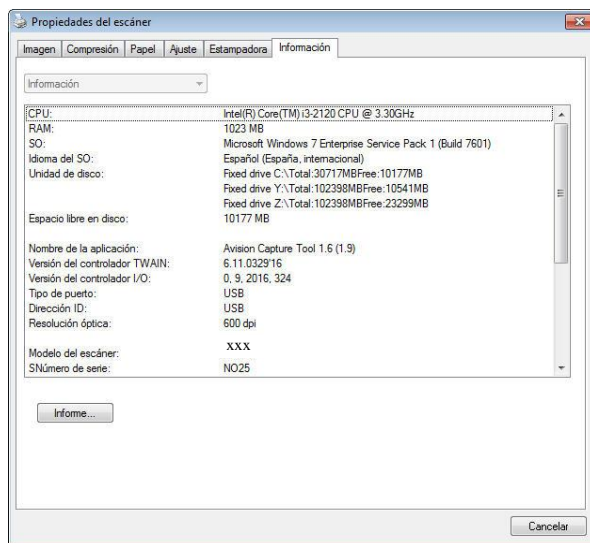 Propiedades del escáner
Imagen Compresión Papel Ajuste Estampadora Información
Información
CPU: Intel(R) Core(TM) i3-2120 CPU @ 3.30GHz
RAM: 1023 MB
SO: Microsoft Windows 7 Enterprise Service Pack 1 (Build 7601)
Idioma del SO: Español (España, internacional)
Unidad de disco: Fixed drive C:\Total:30717MBFree:10177MB
Fixed drive Y:\Total:102398MBFree:10541MB
Fixed drive Z:\Total:102398MBFree:23299MB
Espacio libre en disco: 10177 MB
Nombre de la aplicación: Avision Capture Tool 1.6 (1.9)
Versión del controlador TWAIN: 6.11.0329'16
Versión del controlador I/O: 0, 9, 2016, 324
Tipo de puerto: USB
Dirección ID: USB
Resolución óptica: 600 dpi
Modelo del escáner: xxx
SNúmero de serie: NO25
Informe...
Cancelar